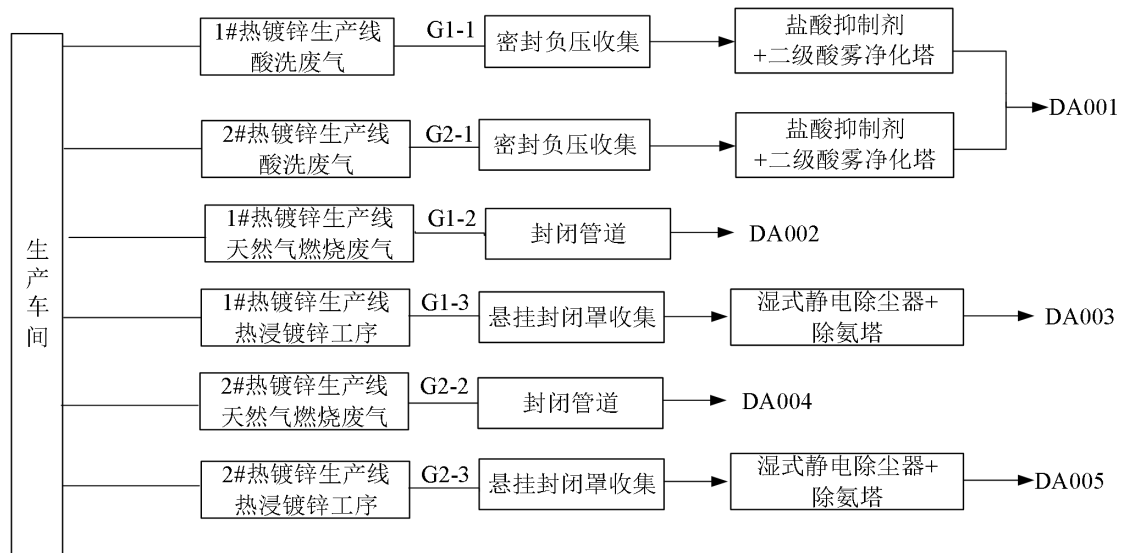 生产车间
1#热镀锌生产线
酸洗废气
G1-1
密封负压收集
盐酸抑制剂
+二级酸雾净化塔
DA001
2#热镀锌生产线
酸洗废气
G2-1
密封负压收集
盐酸抑制剂
+二级酸雾净化塔
1#热镀锌生产线
天然气燃烧废气
G1-2
封闭管道
DA002
1#热镀锌生产线
热浸镀锌工序
G1-3
悬挂封闭罩收集
湿式静电除尘器+
除氨塔
DA003
2#热镀锌生产线
天然气燃烧废气
G2-2
封闭管道
DA004
2#热镀锌生产线
热浸镀锌工序
G2-3
悬挂封闭罩收集
湿式静电除尘器+
除氨塔
DA005